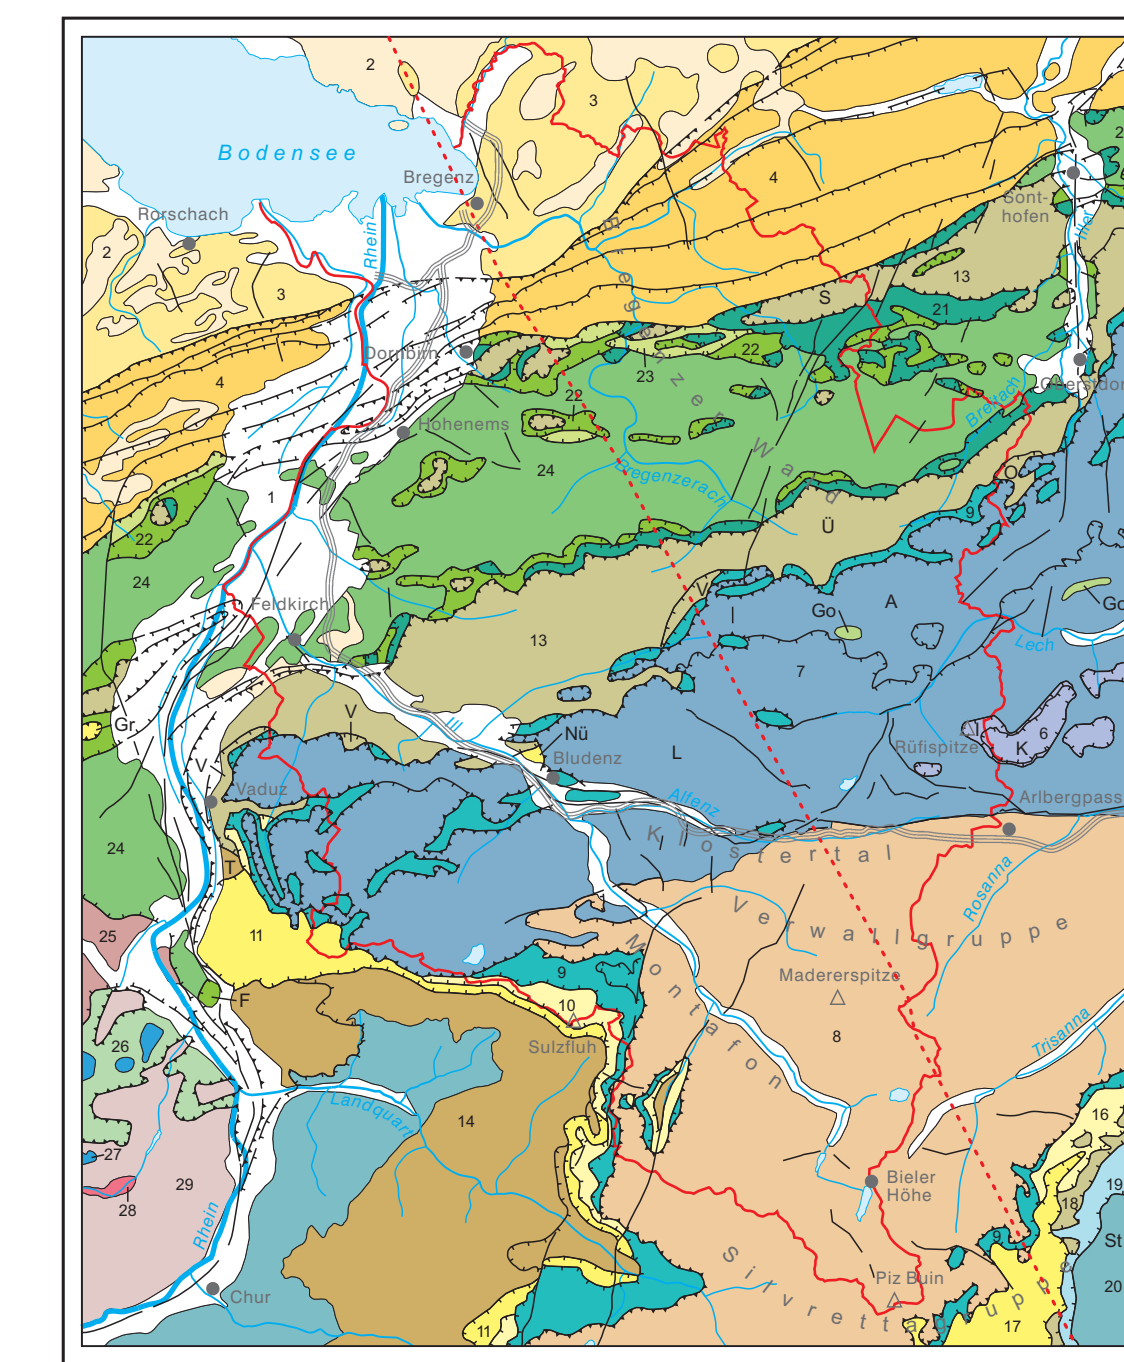 2
3
Bodensee
4
2
Bregenz
Sont-
hofen
Rorschach
Iller
Rhein
Bregenzer Wald
2
13
3
S
21
Dornbirn
22
23
4
Oberstdorf
Breitach
22
Hohenems
24
Bregenzerach
O
1
9
Ü
22
24
Feldkirch
V
I
Go
A
Go
13
Lech
7
Gr
V
Ill
Nü
L
Rüfispitze
K
6
V
Bludenz
Vaduz
Alfenz
Arlbergpass
24
Klostertal
T
Rosanna
Verwallgruppe
25
11
Montafon
9
Madererspitze
F
10
8
Trisanna
26
Sulzfluh
Landquart
14
16
27
29
Bieler
Höhe
19
28
18
Rhein
9
St
Silvrettagruppe
Piz Buin
20
Chur
11
17